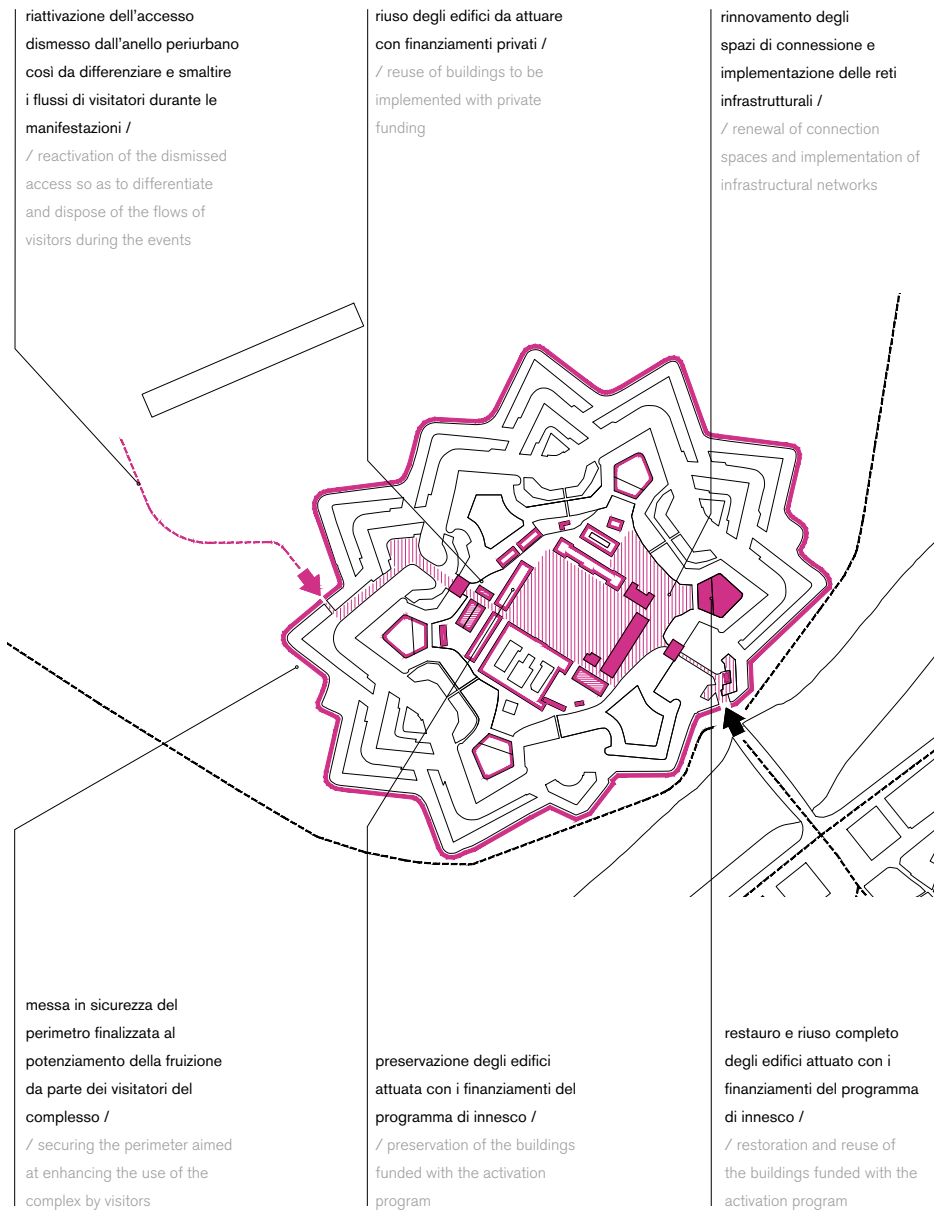 riattivazione dell'accesso
dismesso dall'anello periurbano
così da differenziare e smaltire
i flussi di visitatori durante le
manifestazioni /
/ reactivation of the dismissed
access so as to differentiate
and dispose of the flows of
visitors during the events
riuso degli edifici da attuare
con finanziamenti privati /
/ reuse of buildings to be
implemented with private
funding
rinnovamento degli
spazi di connessione e
implementazione delle reti
infrastrutturali /
/ renewal of connection
spaces and implementation of
infrastructural networks
messa in sicurezza del
perimetro finalizzata al
potenziamento della fruizione
da parte dei visitatori del
complesso /
/ securing the perimeter aimed
at enhancing the use of the
complex by visitors
preservazione degli edifici
attuata con i finanziamenti del
programma di innesco /
/ preservation of the buildings
funded with the activation
program
restauro e riuso completo
degli edifici attuato con i
finanziamenti del programma
di innesco /
/ restoration and reuse of
the buildings funded with the
activation program